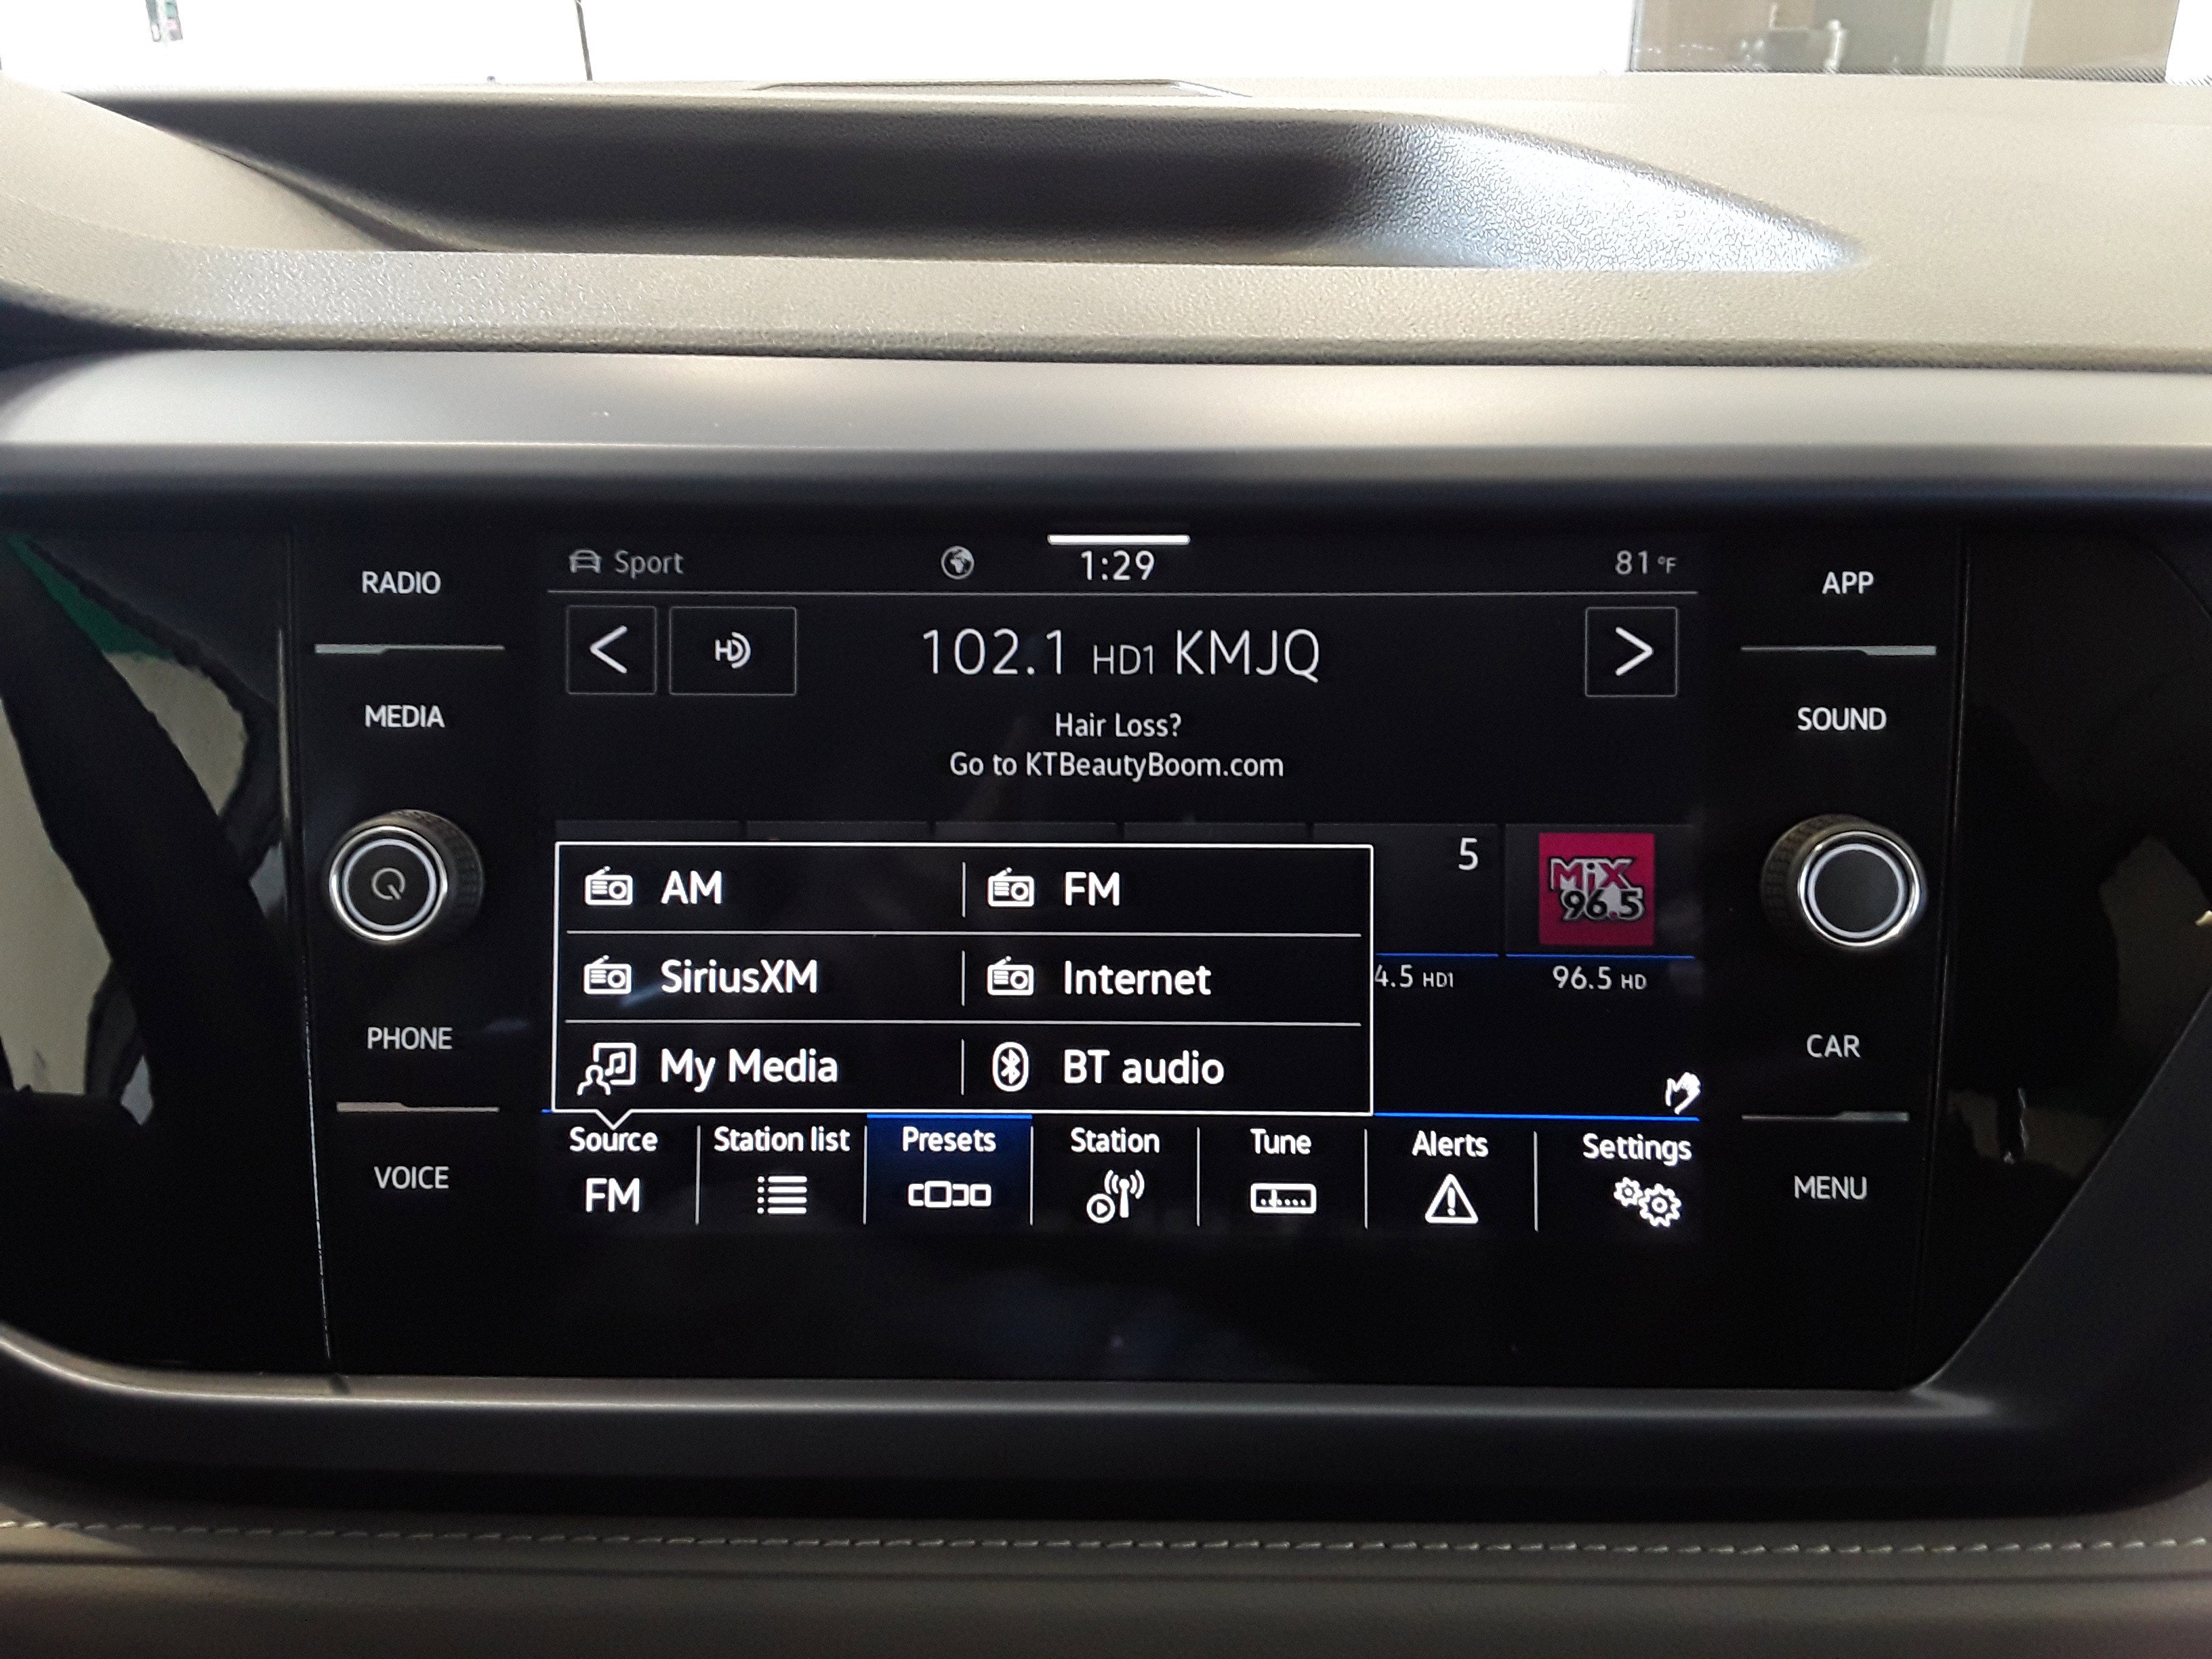 RADIO
MEDIA
PHONE
VOICE
Sport
1:29
81 °F
HD
102.1 HD1 KMJQ
Hair Loss?
Go to KTBeautyBoom.com
AM
FM
SiriusXM
Internet
My Media
BT audio
5
MiX
96.5
4.5 HD1
96.5 HD
Source
FM
Station list
Presets
Station
Tune
Alerts
Settings
APP
SOUND
CAR
MENU